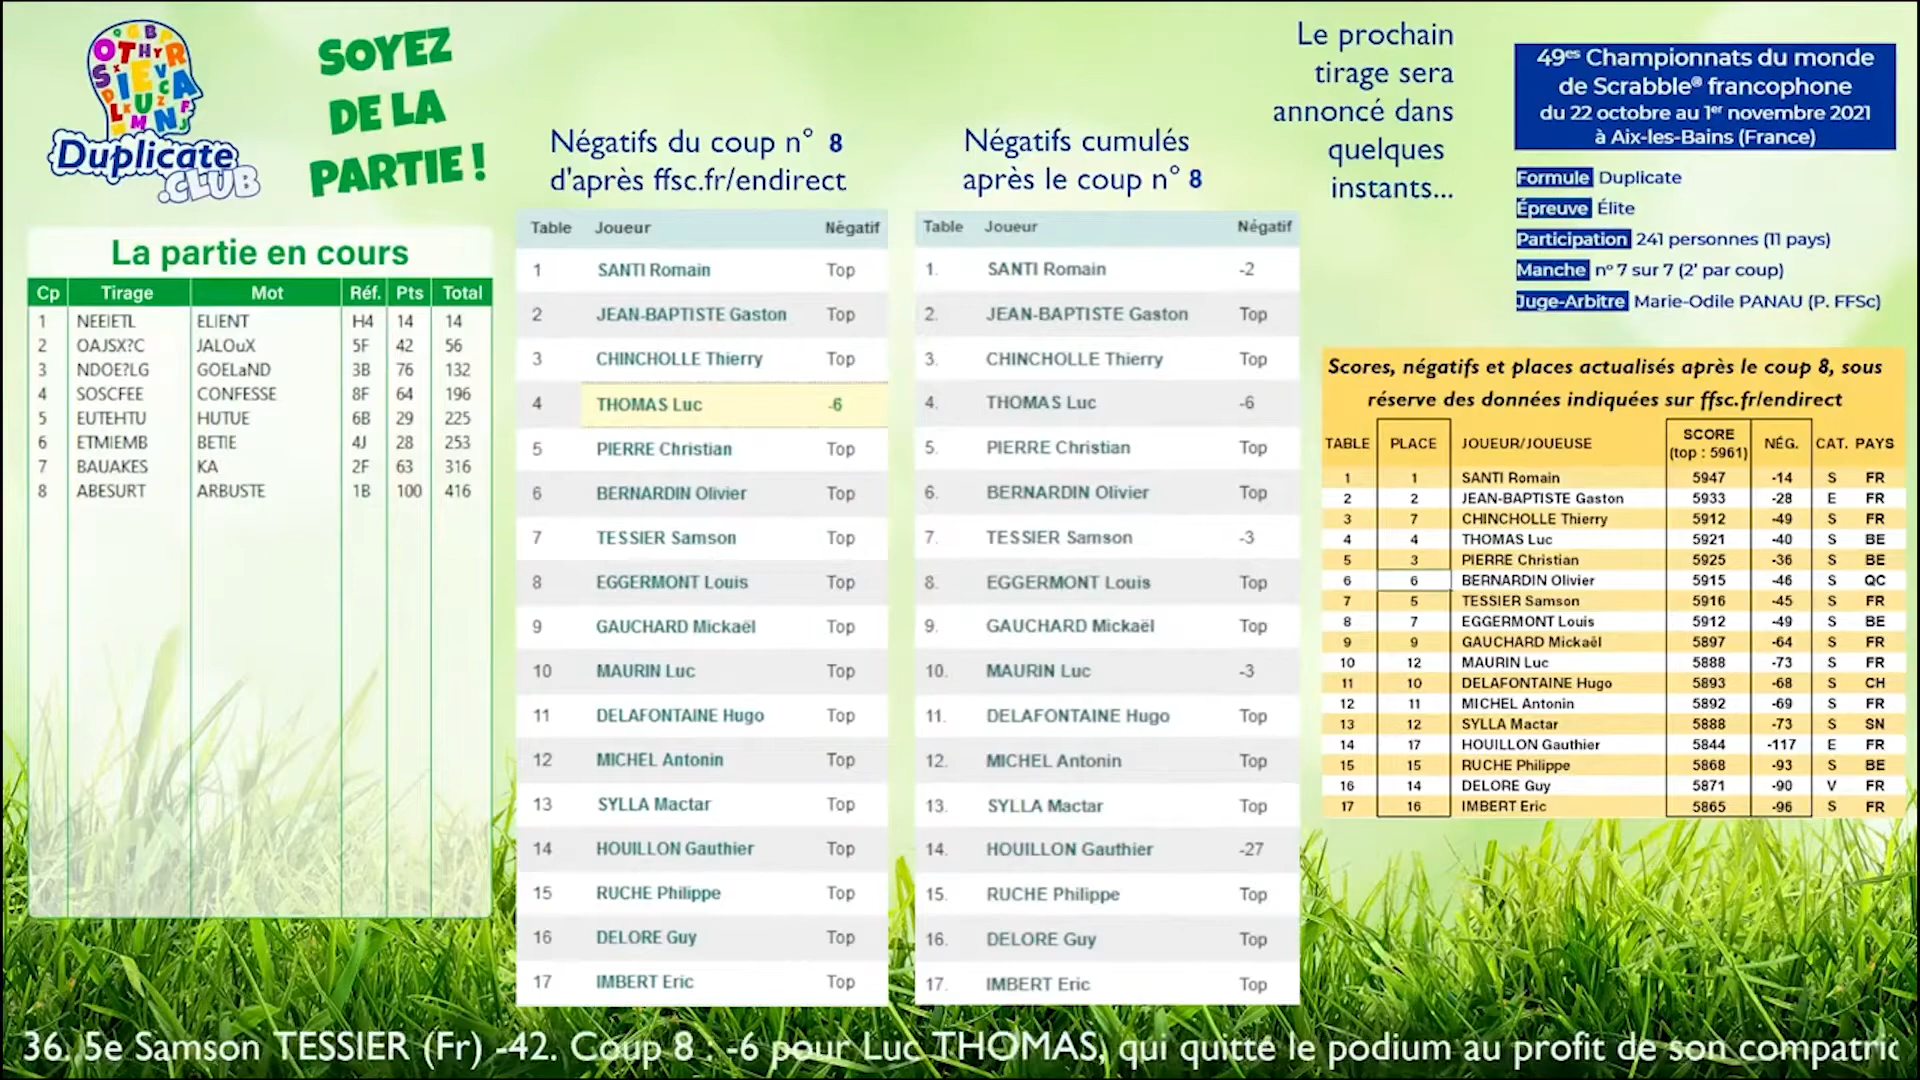 Duplicate
.CLUB
SOYEZ
DE LA
PARTIE !
La partie en cours
Cp Tirage Mot Réf. Pts Total
1 NEEIETL ELIENT H4 14 14
2 OAJSX?C JALOuX 5F 42 56
3 NDOE?LG GOELaND 3B 76 132
4 SOSCFEE CONFESSE 8F 64 196
5 EUTEHTU HUTUE 6B 29 225
6 ETMIEMB BETIE 4J 28 253
7 BAUAKES KA 2F 63 316
8 ABESURT ARBUSTE 1B 100 416
Négatifs du coup n° 8
d'après ffsc.fr/endirect
Table Joueur Négatif
1 SANTI Romain Top
2 JEAN-BAPTISTE Gaston Top
3 CHINCHOLLE Thierry Top
4 THOMAS Luc -6
5 PIERRE Christian Top
6 BERNARDIN Olivier Top
7 TESSIER Samson Top
8 EGGERMONT Louis Top
9 GAUCHARD Mickaël Top
10 MAURIN Luc Top
11 DELAFONTAINE Hugo Top
12 MICHEL Antonin Top
13 SYLLA Mactar Top
14 HOUILLON Gauthier Top
15 RUCHE Philippe Top
16 DELORE Guy Top
17 IMBERT Eric Top
Négatifs cumulés
après le coup n° 8
Table Joueur Négatif
1. SANTI Romain -2
2. JEAN-BAPTISTE Gaston Top
3. CHINCHOLLE Thierry Top
4. THOMAS Luc -6
5. PIERRE Christian Top
6. BERNARDIN Olivier Top
7. TESSIER Samson -3
8. EGGERMONT Louis Top
9. GAUCHARD Mickaël Top
10. MAURIN Luc -3
11. DELAFONTAINE Hugo Top
12. MICHEL Antonin Top
13. SYLLA Mactar Top
14. HOUILLON Gauthier -27
15. RUCHE Philippe Top
16. DELORE Guy Top
17. IMBERT Eric Top
Le prochain
tirage sera
annoncé dans
quelques
instants...
49es Championnats du monde
de Scrabble® francophone
du 22 octobre au 1er novembre 2021
à Aix-les-Bains (France)
Formule Duplicate
Épreuve Élite
Participation 241 personnes (11 pays)
Manche n° 7 sur 7 (2' par coup)
Juge-Arbitre Marie-Odile PANAU (P. FFSc)
Scores, négatifs et places actualisés après le coup 8, sous
réserve des données indiquées sur ffsc.fr/endirect
TABLE PLACE JOUEUR/JOUEUSE SCORE (top : 5961) NÉG. CAT. PAYS
1 1 SANTI Romain 5947 -14 S FR
2 2 JEAN-BAPTISTE Gaston 5933 -28 E FR
3 7 CHINCHOLLE Thierry 5912 -49 S FR
4 4 THOMAS Luc 5921 -40 S BE
5 3 PIERRE Christian 5925 -36 S BE
6 6 BERNARDIN Olivier 5915 -46 S QC
7 5 TESSIER Samson 5916 -45 S FR
8 7 EGGERMONT Louis 5912 -49 S BE
9 9 GAUCHARD Mickaël 5897 -64 S FR
10 12 MAURIN Luc 5888 -73 S FR
11 10 DELAFONTAINE Hugo 5893 -68 S CH
12 11 MICHEL Antonin 5892 -69 S FR
13 12 SYLLA Mactar 5888 -73 S SN
14 17 HOUILLON Gauthier 5844 -117 E FR
15 15 RUCHE Philippe 5868 -93 S BE
16 14 DELORE Guy 5871 -90 V FR
17 16 IMBERT Eric 5865 -96 S FR
36. 5e Samson TESSIER (Fr) -42. Coup 8 : -6 pour Luc THOMAS, qui quitte le podium au profit de son compatric